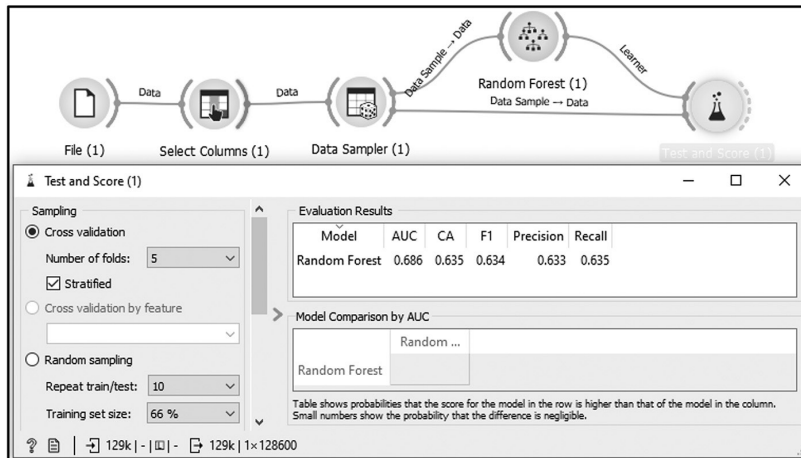 Data
Data
Data Sample → Data
Learner
Random Forest (1)
Data Sample → Data
File (1)
Select Columns (1)
Data Sampler (1)
Test and Score (1)
Test and Score (1)
Sampling
Cross validation
Number of folds: 5
Stratified
Cross validation by feature
Random sampling
Repeat train/test: 10
Training set size: 66 %
Evaluation Results
Model AUC CA F1 Precision Recall
Random Forest 0.686 0.635 0.634 0.633 0.635
Model Comparison by AUC
Random ...
Random Forest
Table shows probabilities that the score for the model in the row is higher than that of the model in the column.
Small numbers show the probability that the difference is negligible.
? 129k | - | - 129k | 1×128600